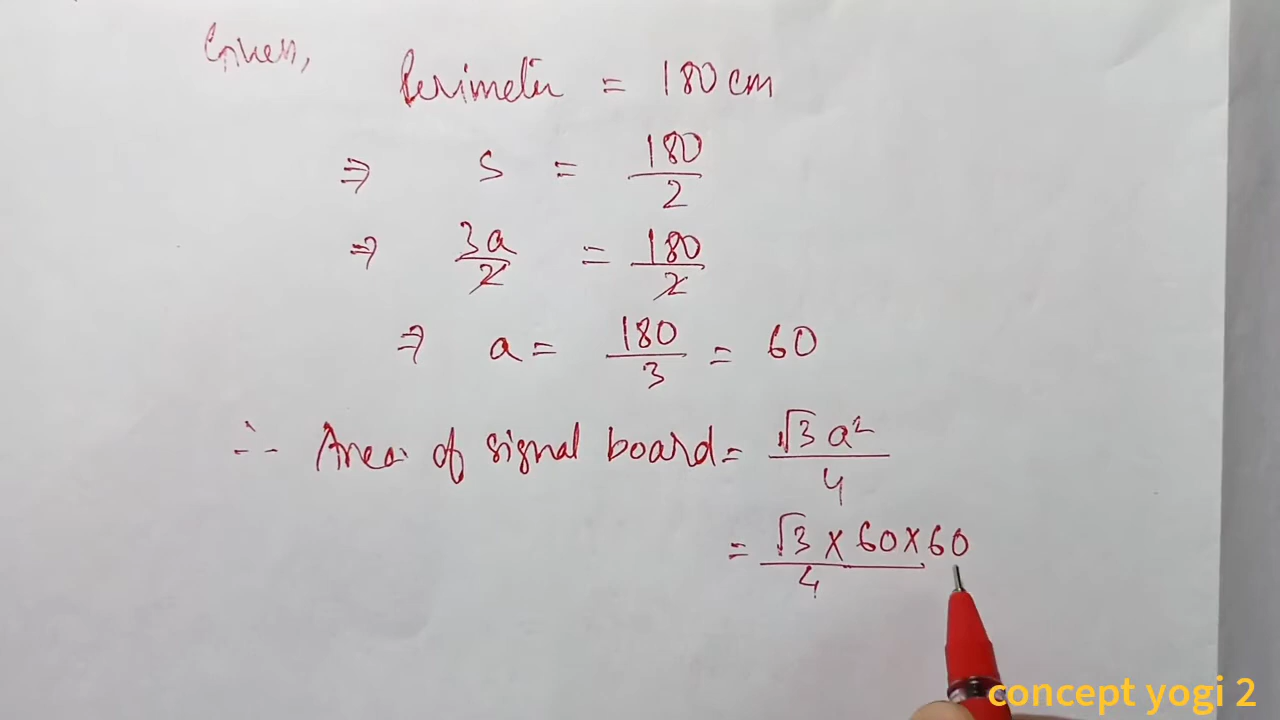 Given,
Perimeter = 180 cm
⇒ s = 180/2
⇒ 3a/2 = 180/2
⇒ a = 180/3 = 60
∴ Area of signal board = √3 a²/4
= √3 × 60 × 60/4
concept yogi 2